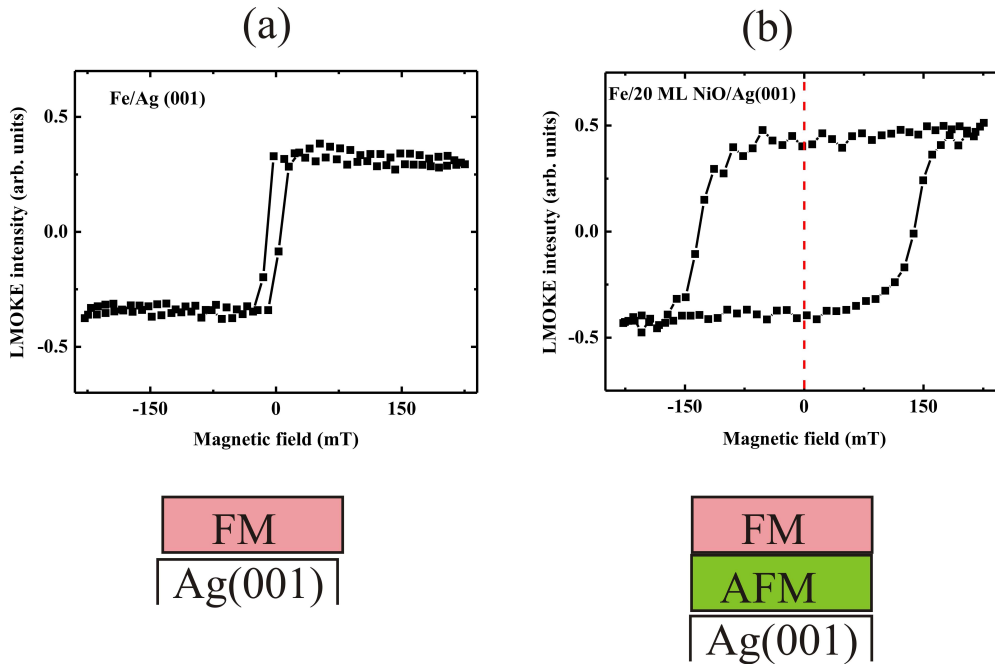 (a)
(b)
Fe/Ag (001)
0.5
0.0
-0.5
LMOKE intensity (arb. units)
-150
0
150
Magnetic field (mT)
Fe/20 ML NiO/Ag(001)
0.5
0.0
-0.5
LMOKE intesuty (arb. units)
-150
0
150
Magnetic field (mT)
FM
Ag(001)
FM
AFM
Ag(001)